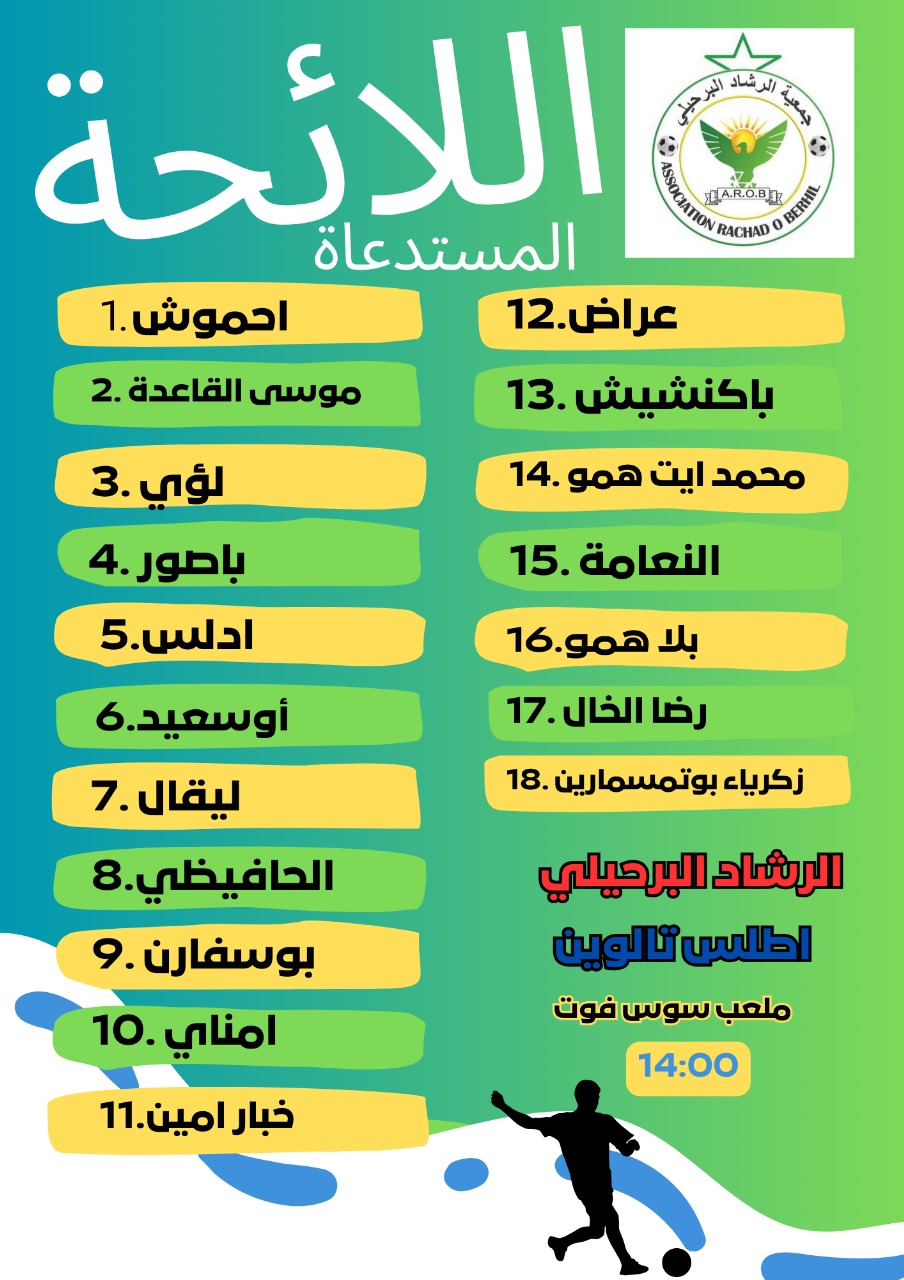 اللائحة
المستدعاة
جمعية الرشاد البرحيلي
A.R.O.B
ASSOCIATION RACHAD O BERHIL
1. احموش
2. موسى القاعدة
3. لؤي
4. باصور
5. ادلس
6. أوسعيد
7. ليقال
8. الحافيظي
9. بوسفارن
10. امناي
11. خبار امين
12. عراض
13. باكنشيش
14. محمد ايت همو
15. النعامة
16. بلا همو
17. رضا الخال
18. زكرياء بوتمسمارين
الرشاد البرحيلي
اطلس تالوين
ملعب سوس فوت
14:00